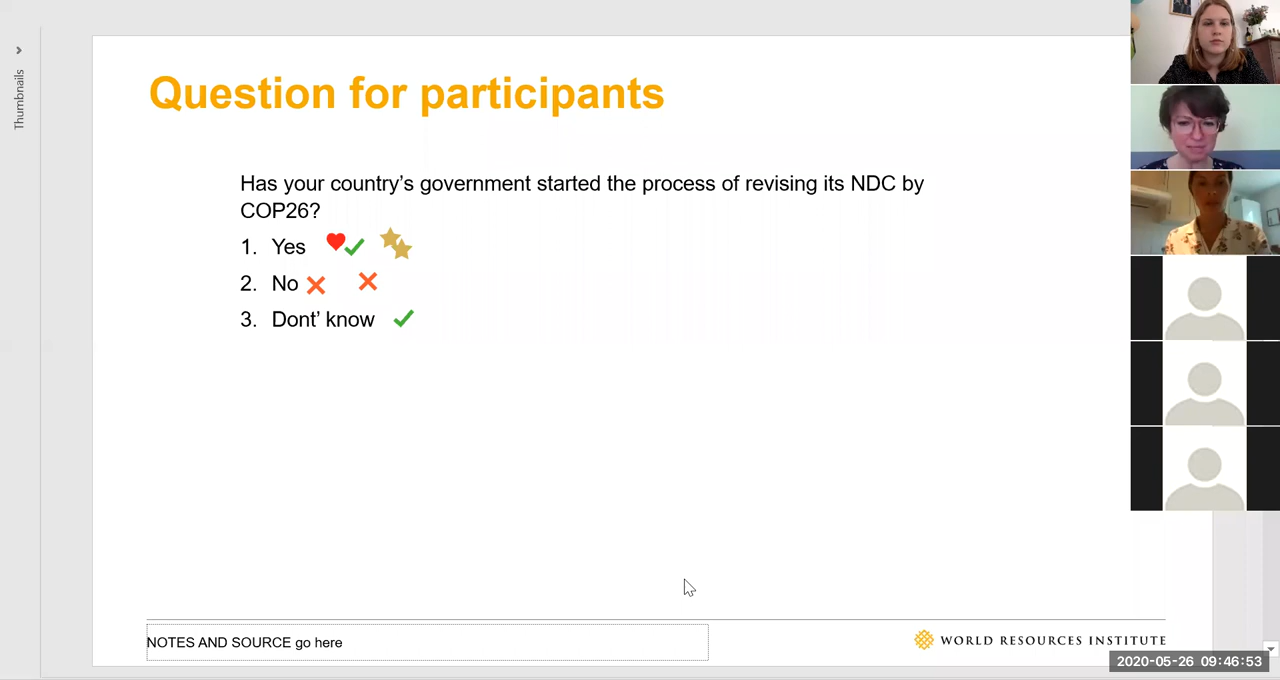 Thumbnails
Question for participants
Has your country's government started the process of revising its NDC by
COP26?
1. Yes
2. No
3. Dont' know
NOTES AND SOURCE go here
WORLD RESOURCES INSTITUTE
2020-05-26 09:46:53